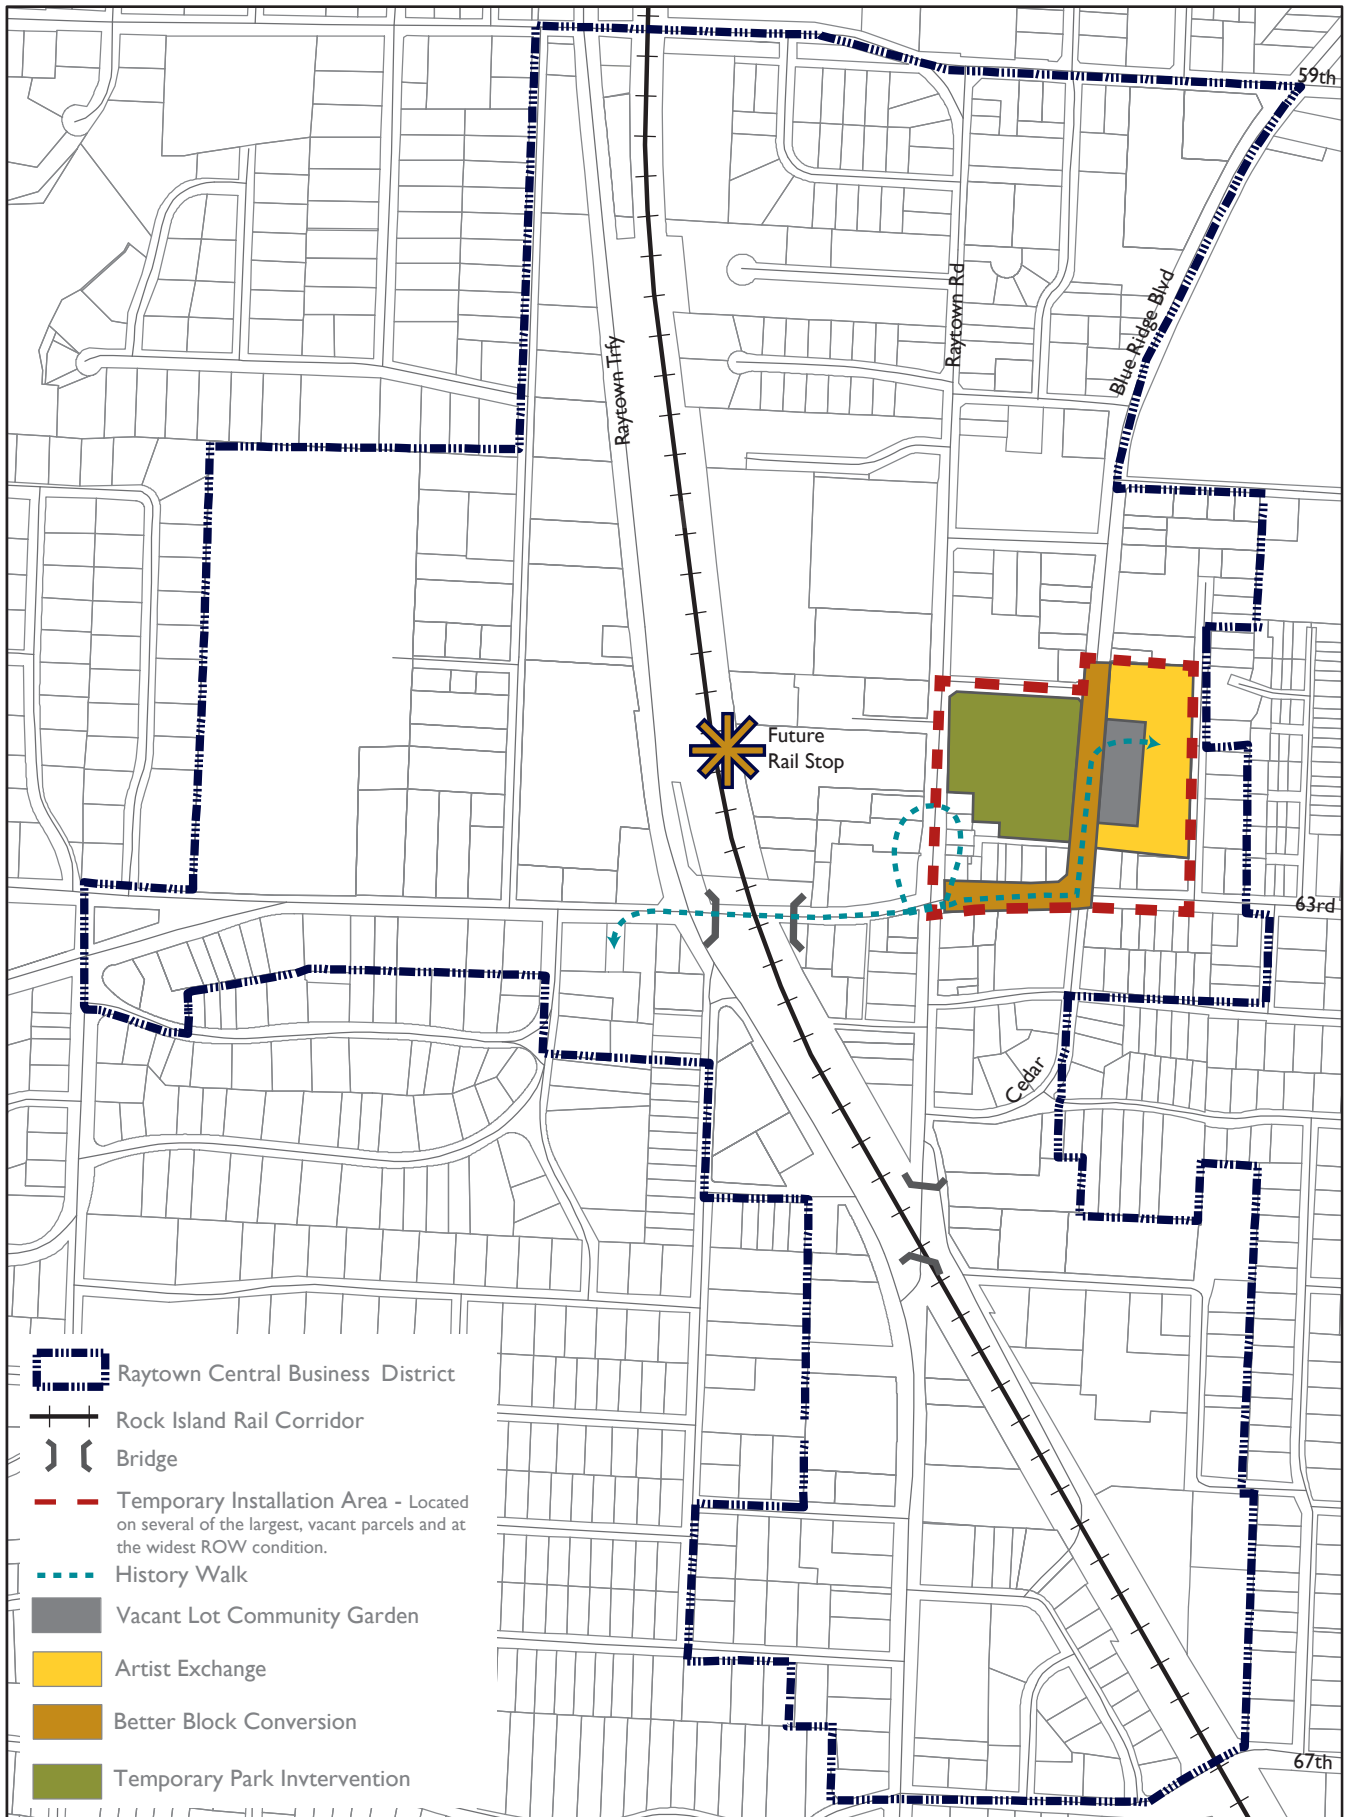 59th
Raytown Rd
Blue Ridge Blvd
Raytown Trfy
Future
Rail Stop
63rd
Cedar
Raytown Central Business District
Rock Island Rail Corridor
Bridge
Temporary Installation Area - Located
on several of the largest, vacant parcels and at
the widest ROW condition.
History Walk
Vacant Lot Community Garden
Artist Exchange
Better Block Conversion
67th
Temporary Park Invtervention